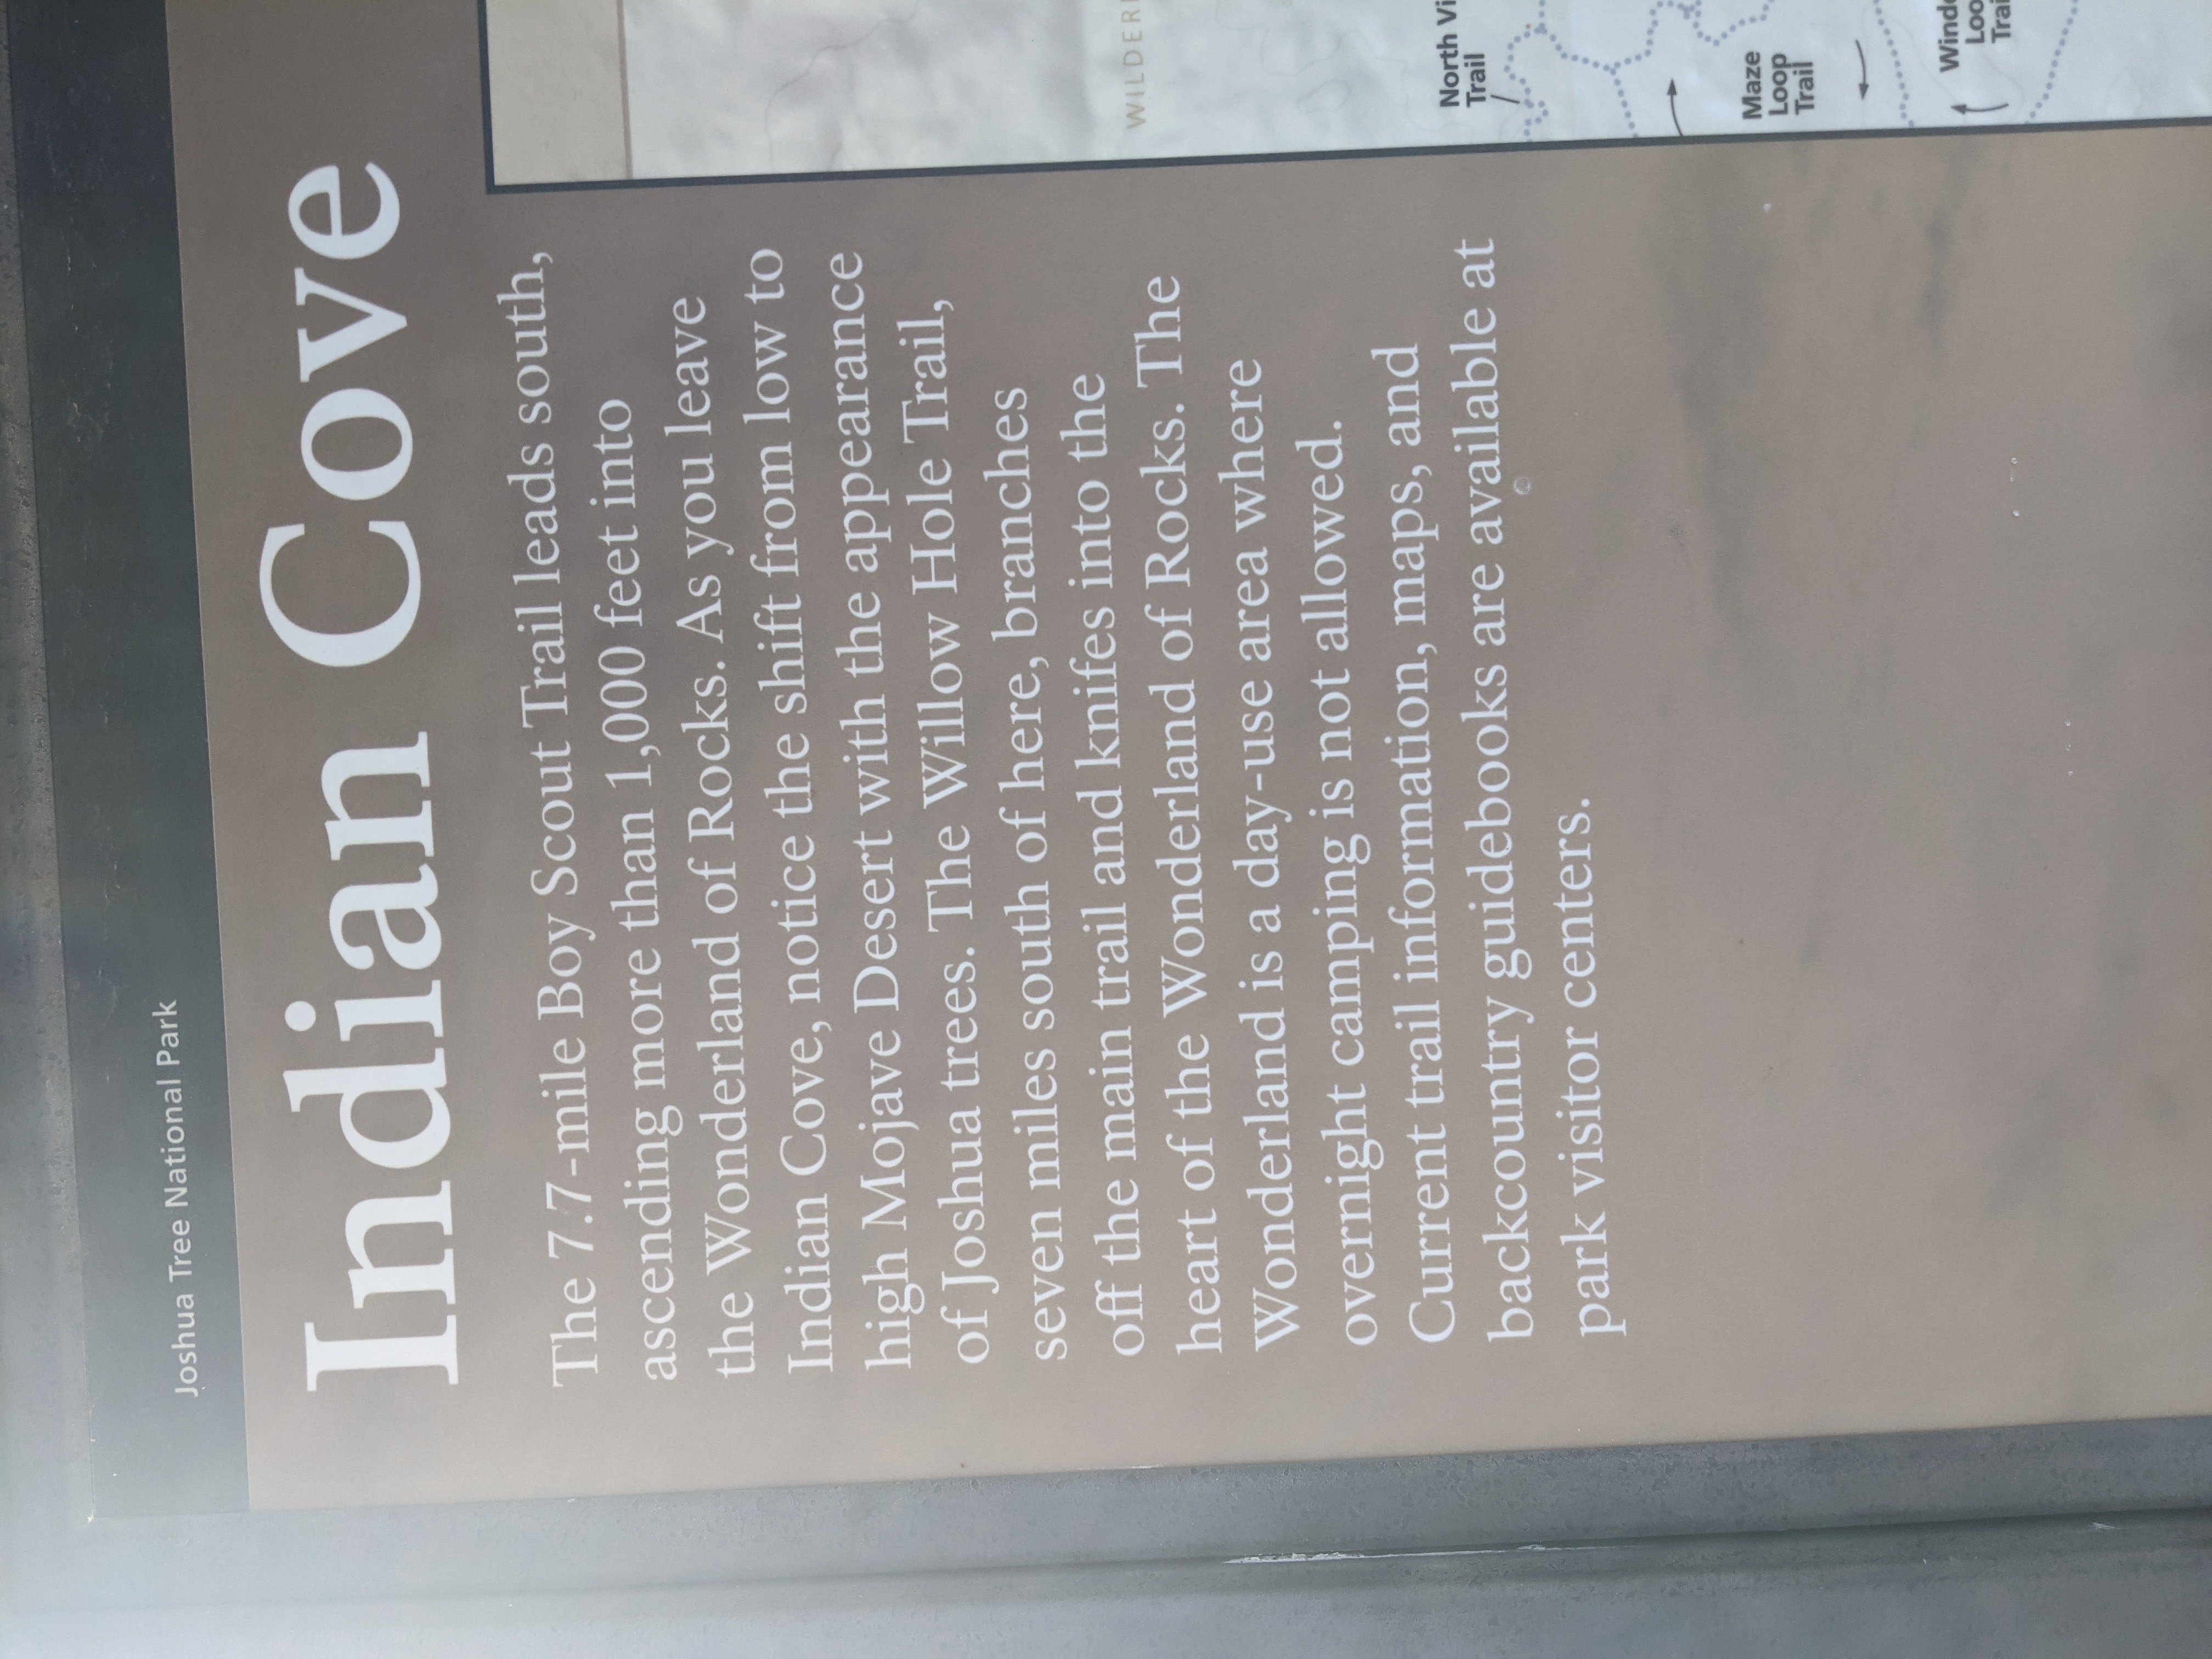 Joshua Tree National Park
Indian Cove
The 7.7-mile Boy Scout Trail leads south,
ascending more than 1,000 feet into
the Wonderland of Rocks. As you leave
Indian Cove, notice the shift from low to
high Mojave Desert with the appearance
of Joshua trees. The Willow Hole Trail,
seven miles south of here, branches
off the main trail and knifes into the
heart of the Wonderland of Rocks. The
Wonderland is a day-use area where
overnight camping is not allowed.
Current trail information, maps, and
backcountry guidebooks are available at
park visitor centers.
North
Trail
Maze
Loop
Trail